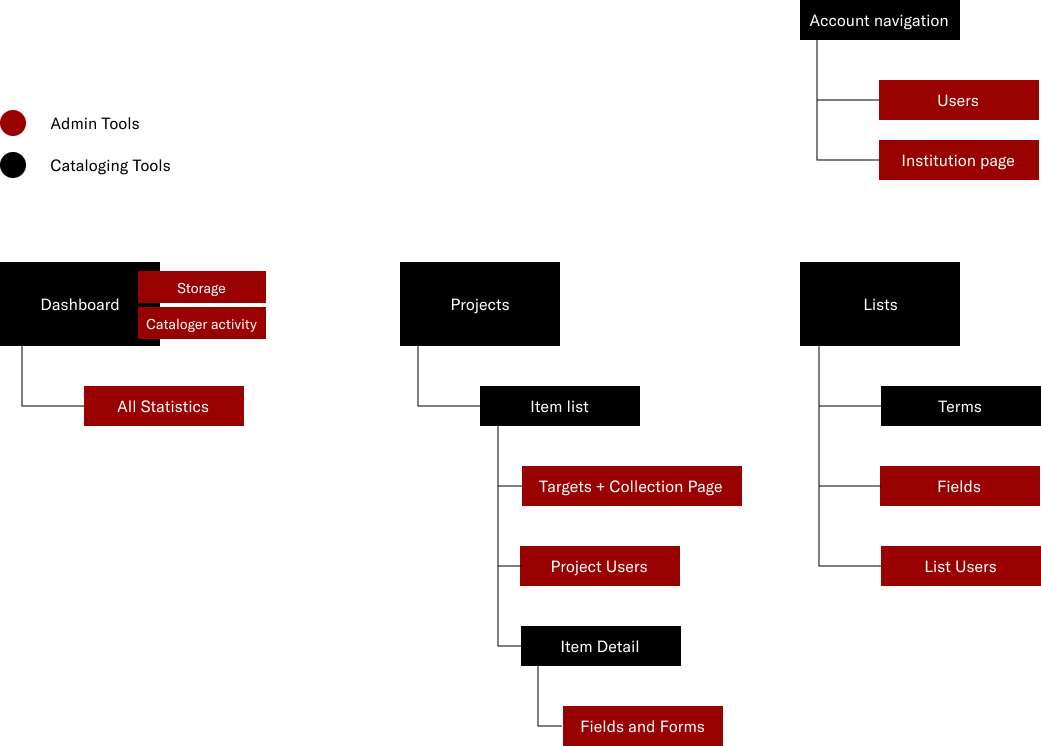 Account navigation
Users
Institution page
Admin Tools
Cataloging Tools
Dashboard
Storage
Cataloger activity
All Statistics
Projects
Item list
Targets + Collection Page
Project Users
Item Detail
Fields and Forms
Lists
Terms
Fields
List Users